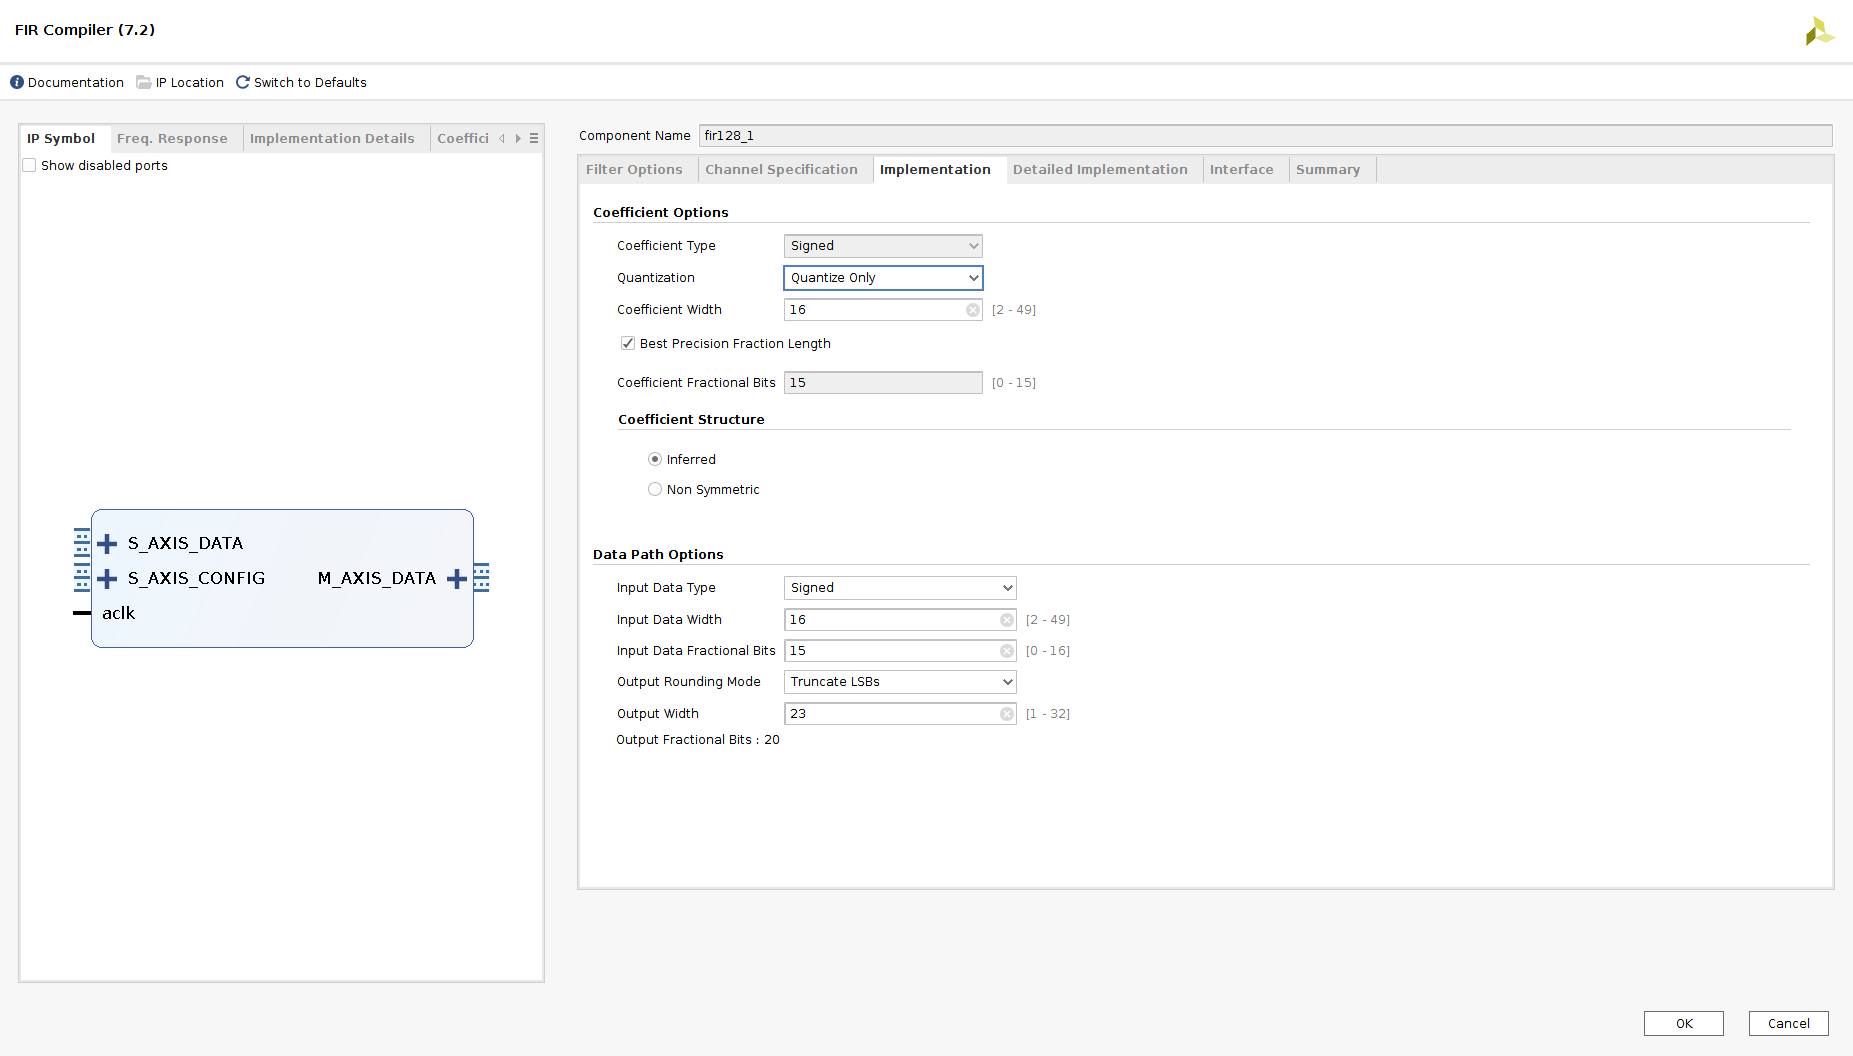 FIR Compiler (7.2)
Documentation IP Location Switch to Defaults
IP Symbol Freq. Response Implementation Details Coeffici
Show disabled ports
S_AXIS_DATA
S_AXIS_CONFIG M_AXIS_DATA
aclk
Component Name fir128_1
Filter Options Channel Specification Implementation Detailed Implementation Interface Summary
Coefficient Options
Coefficient Type Signed
Quantization Quantize Only
Coefficient Width 16 [2 - 49]
Best Precision Fraction Length
Coefficient Fractional Bits 15 [0 - 15]
Coefficient Structure
Inferred
Non Symmetric
Data Path Options
Input Data Type Signed
Input Data Width 16 [2 - 49]
Input Data Fractional Bits 15 [0 - 16]
Output Rounding Mode Truncate LSBs
Output Width 23 [1 - 32]
Output Fractional Bits : 20
OK Cancel